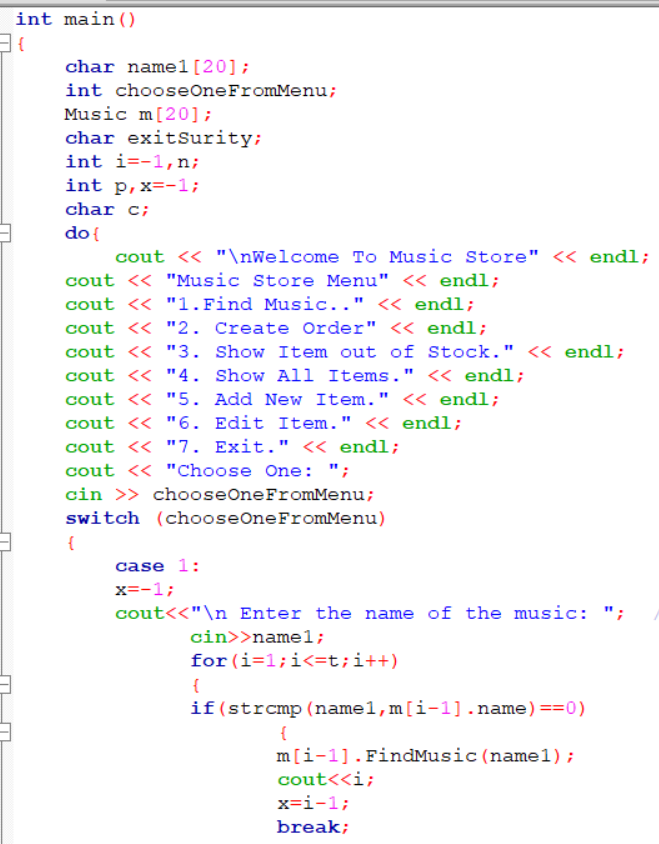 int main()
{
char name1[20];
int chooseOneFromMenu;
Music m[20];
char exitSurity;
int i=-1,n;
int p,x=-1;
char c;
do{
cout << "\nWelcome To Music Store" << endl;
cout << "Music Store Menu" << endl;
cout << "1.Find Music.." << endl;
cout << "2. Create Order" << endl;
cout << "3. Show Item out of Stock." << endl;
cout << "4. Show All Items." << endl;
cout << "5. Add New Item." << endl;
cout << "6. Edit Item." << endl;
cout << "7. Exit." << endl;
cout << "Choose One: ";
cin >> chooseOneFromMenu;
switch (chooseOneFromMenu)
{
case 1:
x=-1;
cout<<"\n Enter the name of the music: "; /
cin>>name1;
for(i=1;i<=t;i++)
{
if(strcmp(name1,m[i-1].name)==0)
{
m[i-1].FindMusic(name1);
cout<<i;
x=i-1;
break;